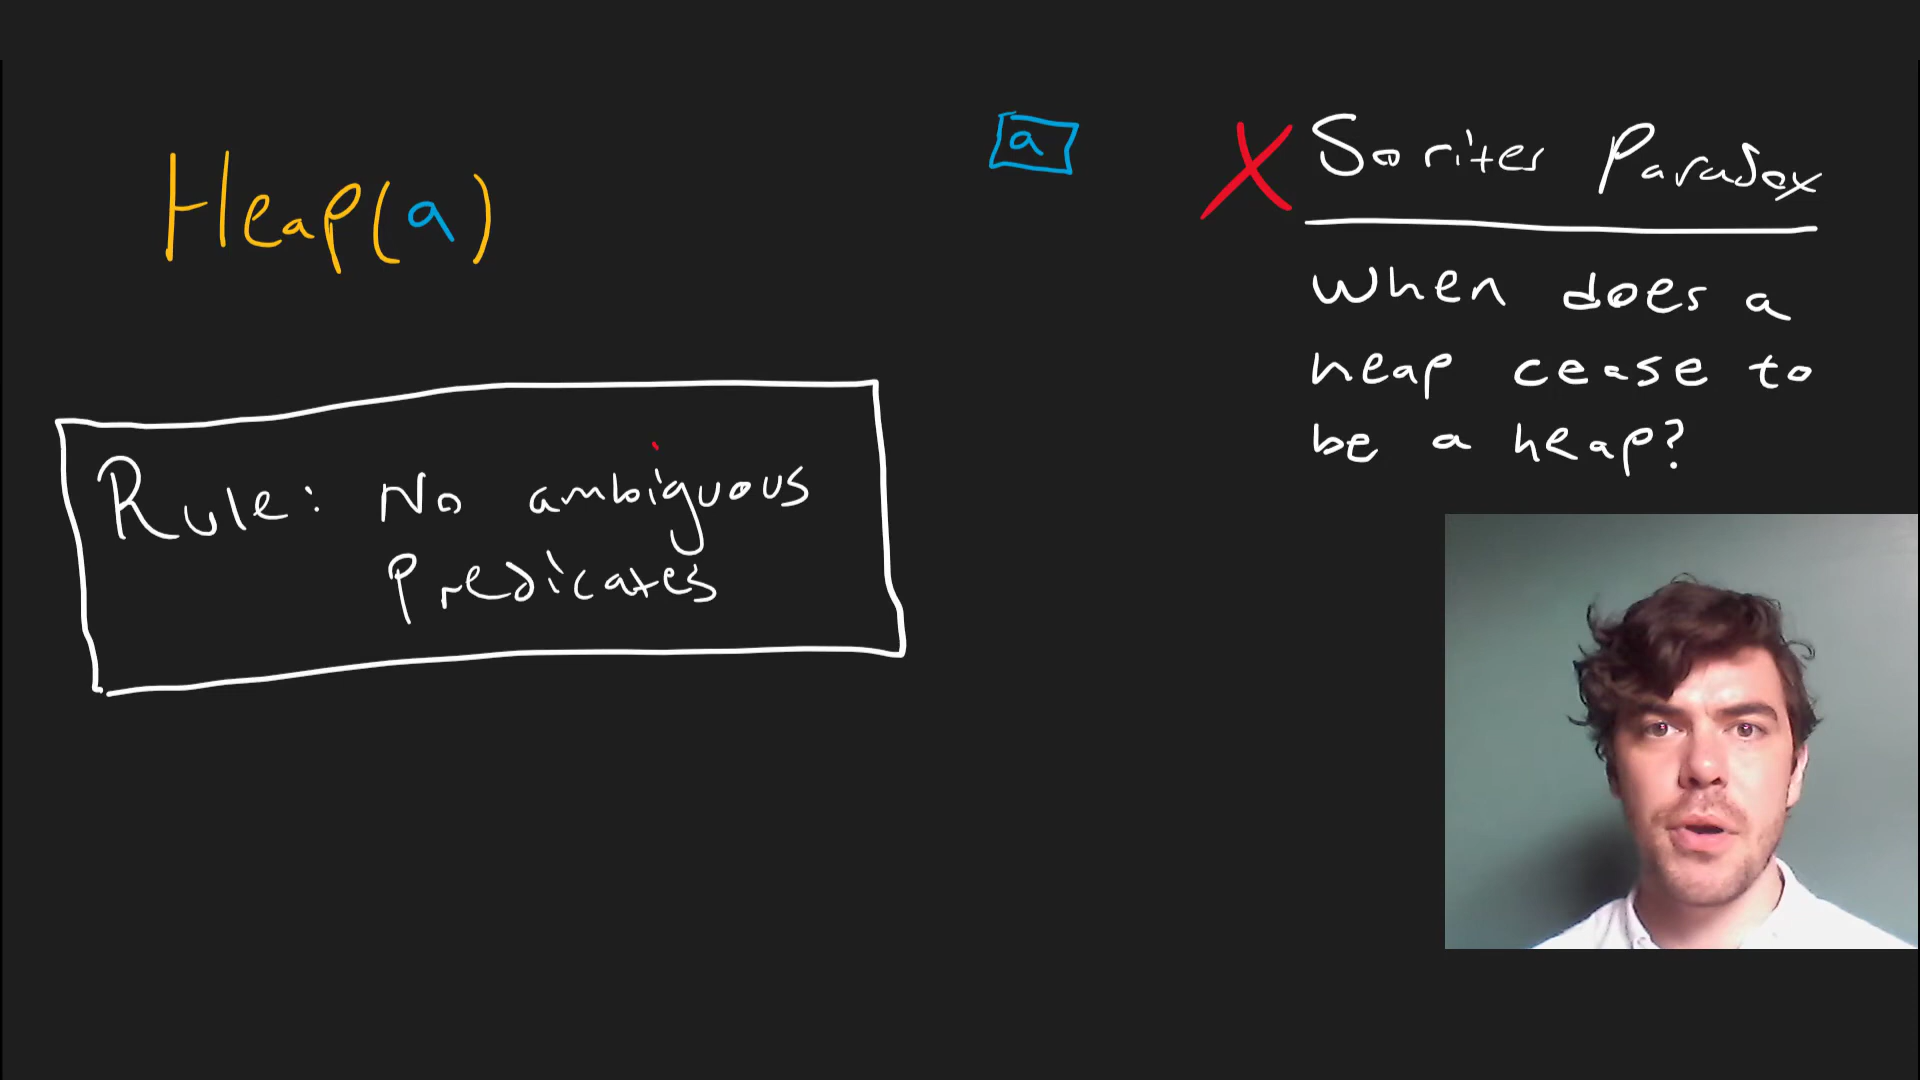 Heap(a)
Rule: No ambiguous
Predicates
a
X Sorites Paradox
When does a
heap cease to
be a heap?